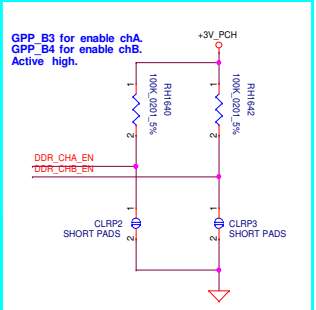 GPP_B3 for enable chA.
GPP_B4 for enable chB.
Active high.
+3V_PCH
1
RH1640
100K_0201_5%
2
1
RH1642
100K_0201_5%
2
DDR_CHA_EN
DDR_CHB_EN
1
CLRP2
SHORT PADS
2
1
CLRP3
SHORT PADS
2